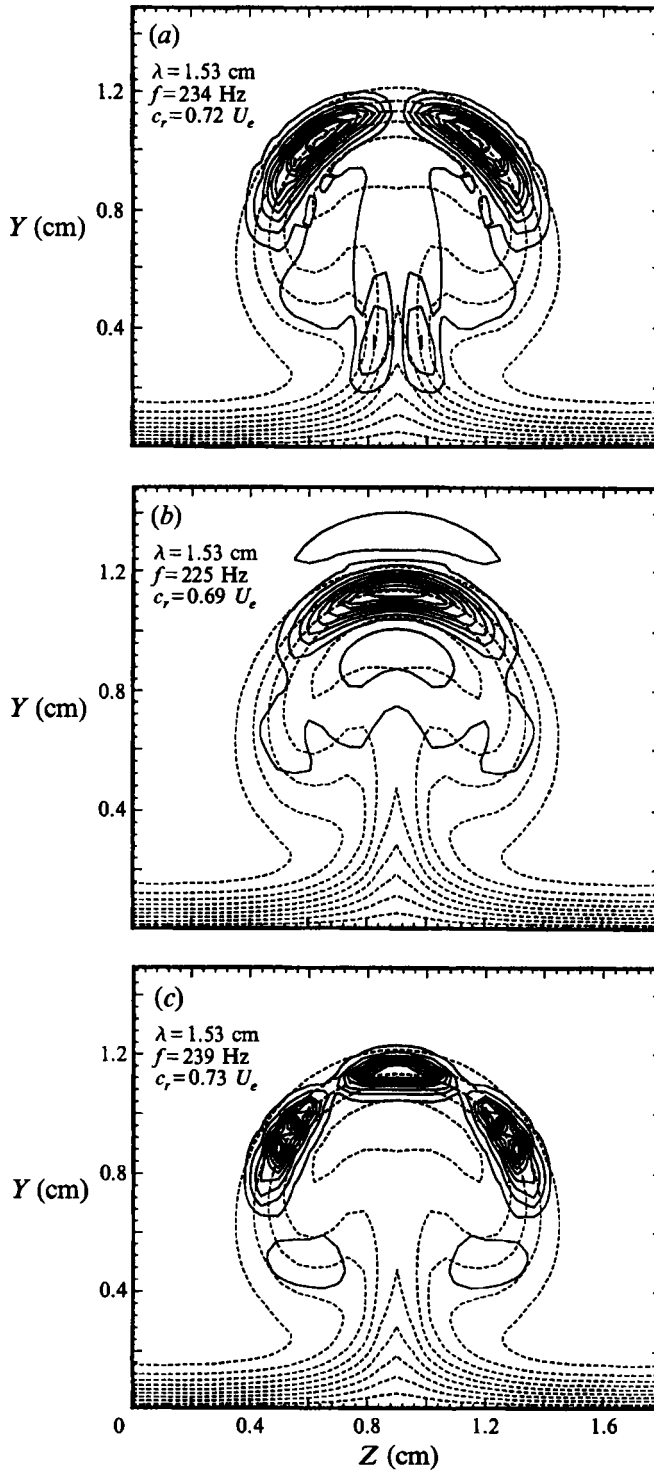 (a)
λ = 1.53 cm
f = 234 Hz
c_r = 0.72 U_e
1.2
Y (cm)
0.8
0.4
(b)
λ = 1.53 cm
f = 225 Hz
c_r = 0.69 U_e
1.2
Y (cm)
0.8
0.4
(c)
λ = 1.53 cm
f = 239 Hz
c_r = 0.73 U_e
1.2
Y (cm)
0.8
0.4
0 0.4 0.8 1.2 1.6
Z (cm)